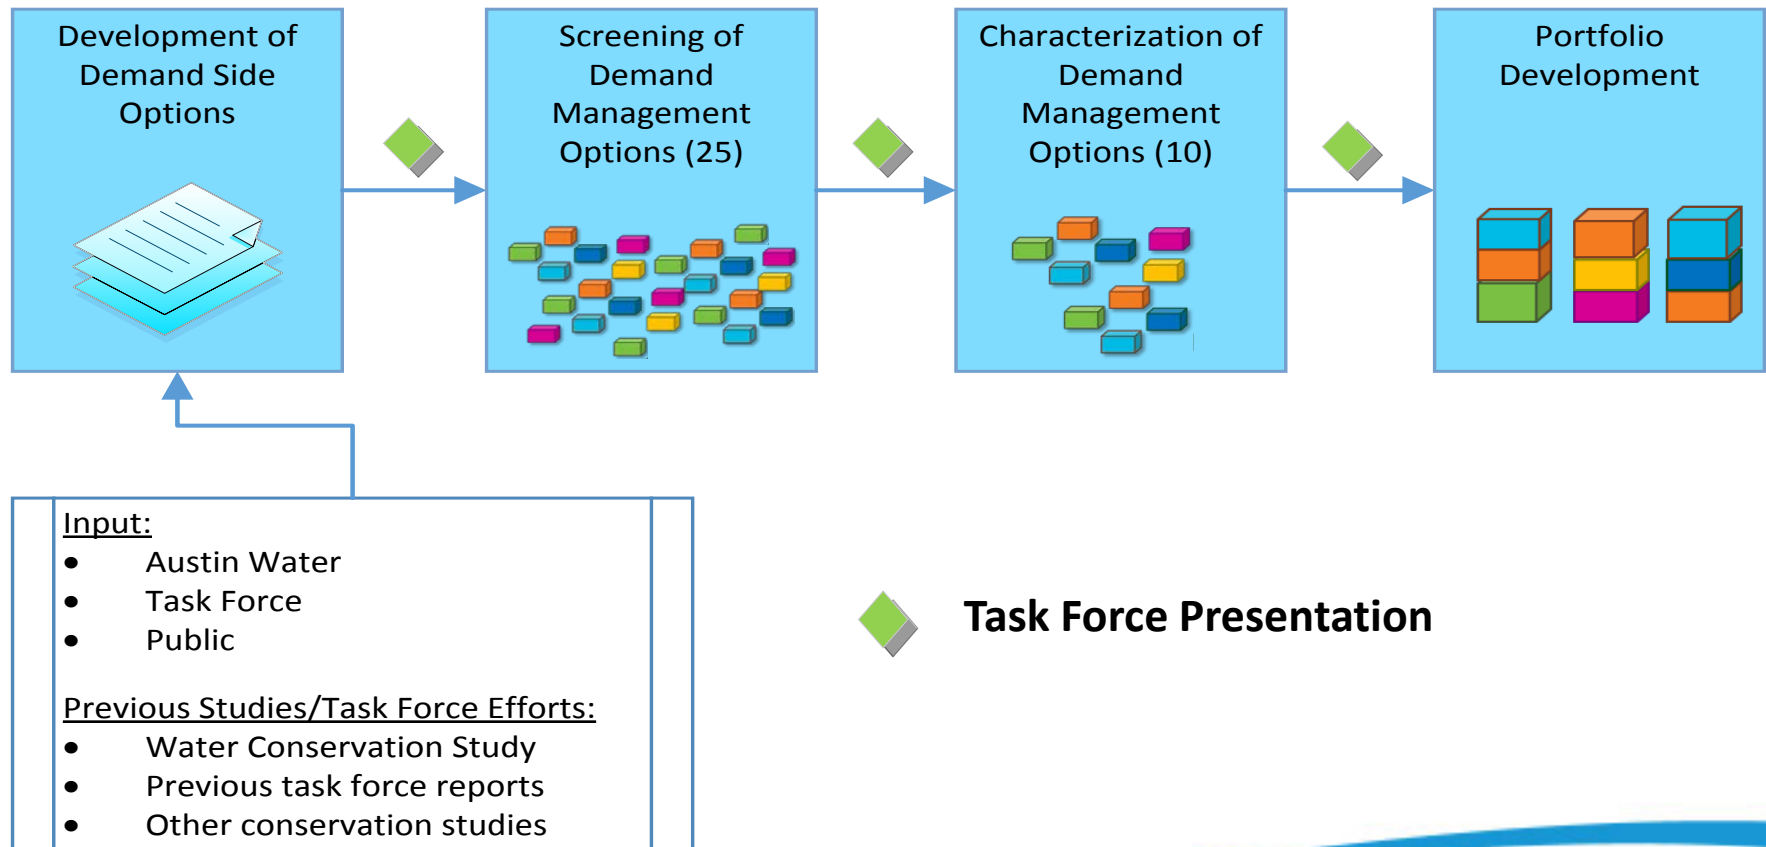 Development of
Demand Side
Options
Screening of
Demand
Management
Options (25)
Characterization of
Demand
Management
Options (10)
Portfolio
Development
Input:
• Austin Water
• Task Force
• Public
Previous Studies/Task Force Efforts:
• Water Conservation Study
• Previous task force reports
• Other conservation studies
Task Force Presentation